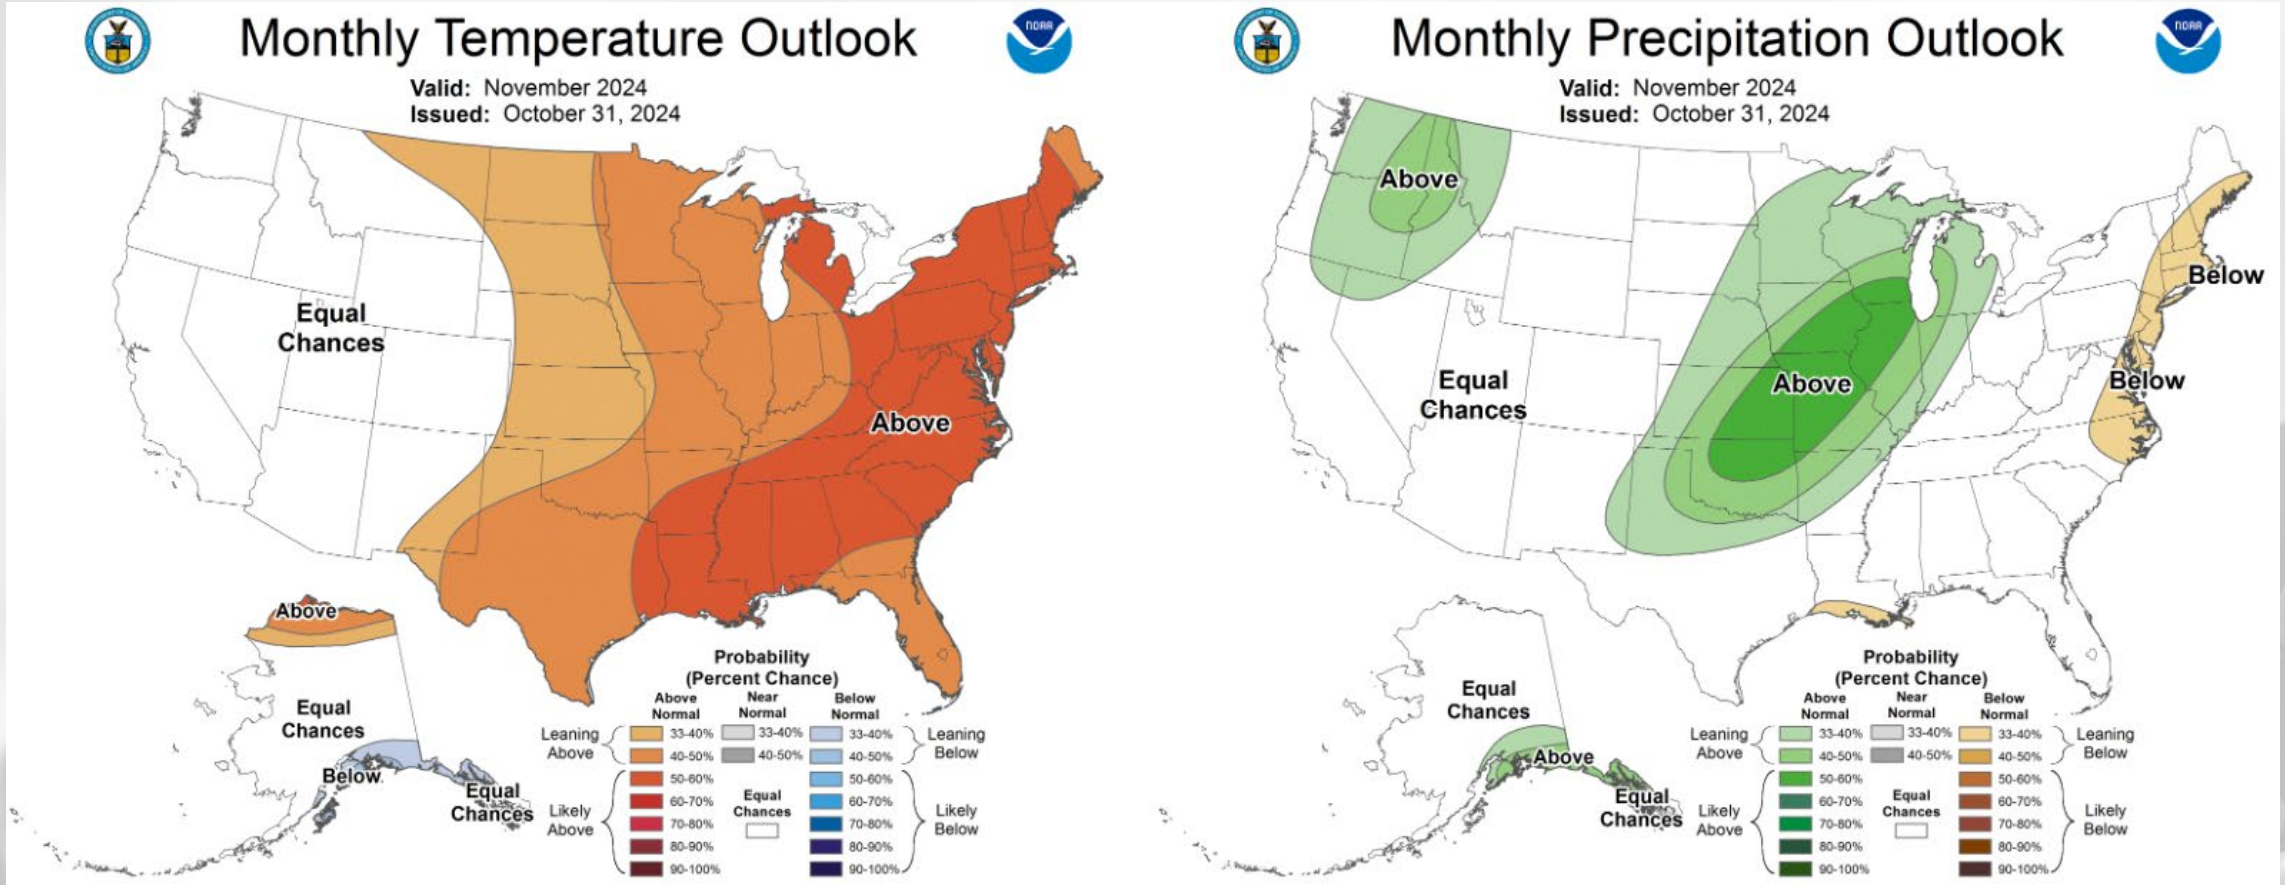 Monthly Temperature Outlook
NOAA
Valid: November 2024
Issued: October 31, 2024
Equal
Chances
Above
Above
Equal
Chances
Below
Equal
Chances
Probability
(Percent Chance)
Above
Normal
Near
Normal
Below
Normal
Leaning
Above
33-40%
40-50%
33-40%
40-50%
33-40%
40-50%
Leaning
Below
Likely
Above
50-60%
60-70%
70-80%
80-90%
90-100%
Equal
Chances
50-60%
60-70%
70-80%
80-90%
90-100%
Likely
Below
Monthly Precipitation Outlook
NOAA
Valid: November 2024
Issued: October 31, 2024
Above
Below
Equal
Chances
Above
Below
Equal
Chances
Above
Equal
Chances
Probability
(Percent Chance)
Above
Normal
Near
Normal
Below
Normal
Leaning
Above
33-40%
40-50%
33-40%
40-50%
33-40%
40-50%
Leaning
Below
Likely
Above
50-60%
60-70%
70-80%
80-90%
90-100%
Equal
Chances
50-60%
60-70%
70-80%
80-90%
90-100%
Likely
Below